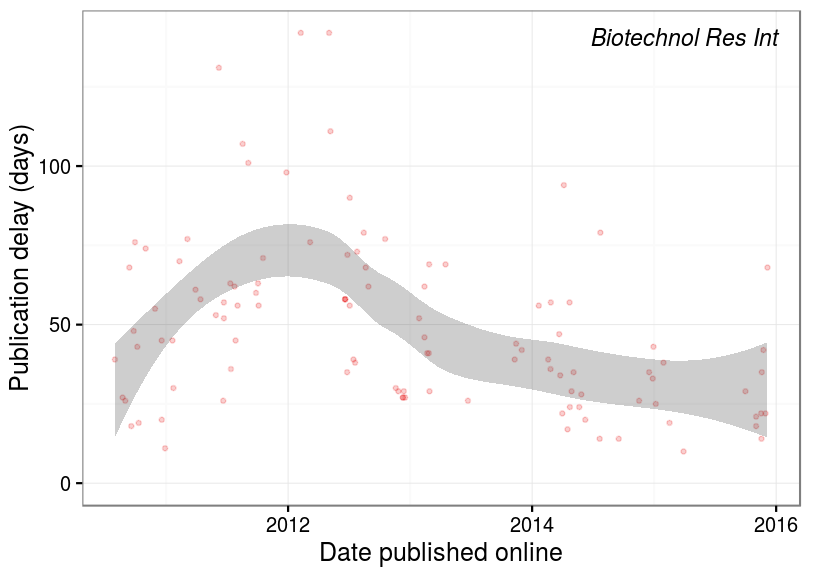 Biotechnol Res Int
Publication delay (days)
100
50
0
2012 2014 2016
Date published online